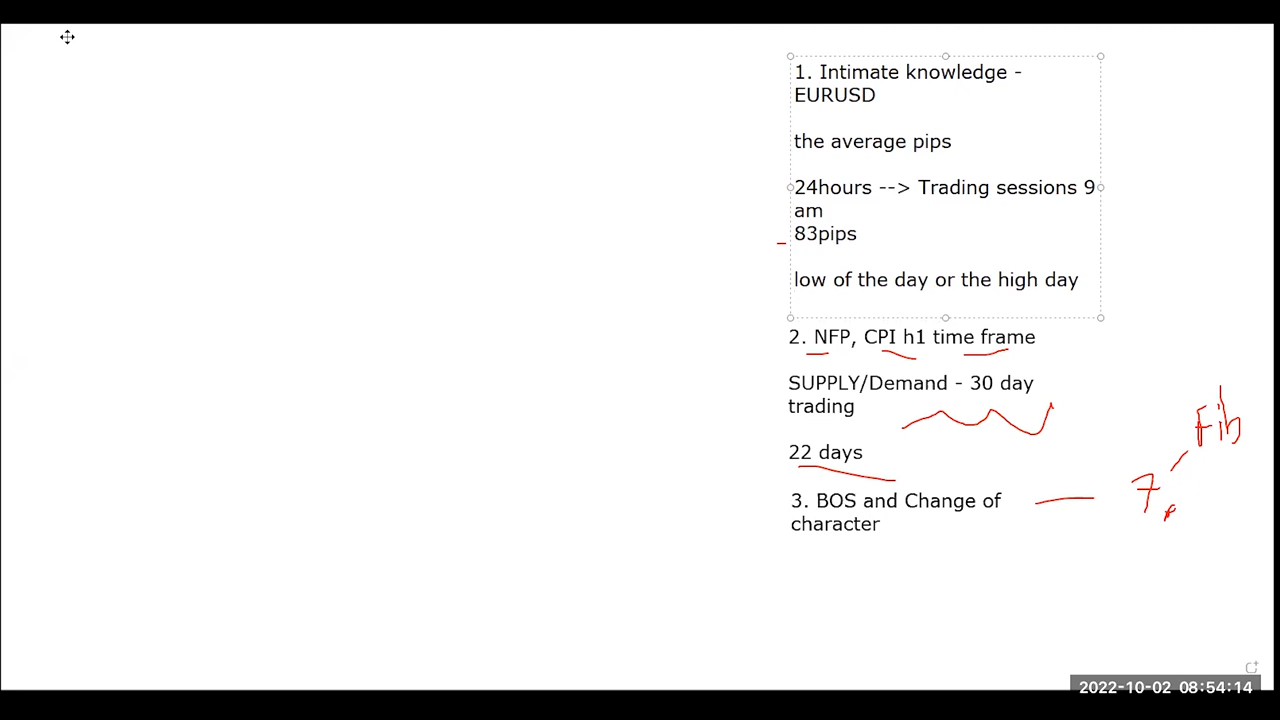 1. Intimate knowledge -
EURUSD
the average pips
24hours --> Trading sessions 9
am
83pips
low of the day or the high day
2. NFP, CPI h1 time frame
SUPPLY/Demand - 30 day
trading
22 days
3. BOS and Change of
character
Fib
7.
2022-10-02 08:54:14